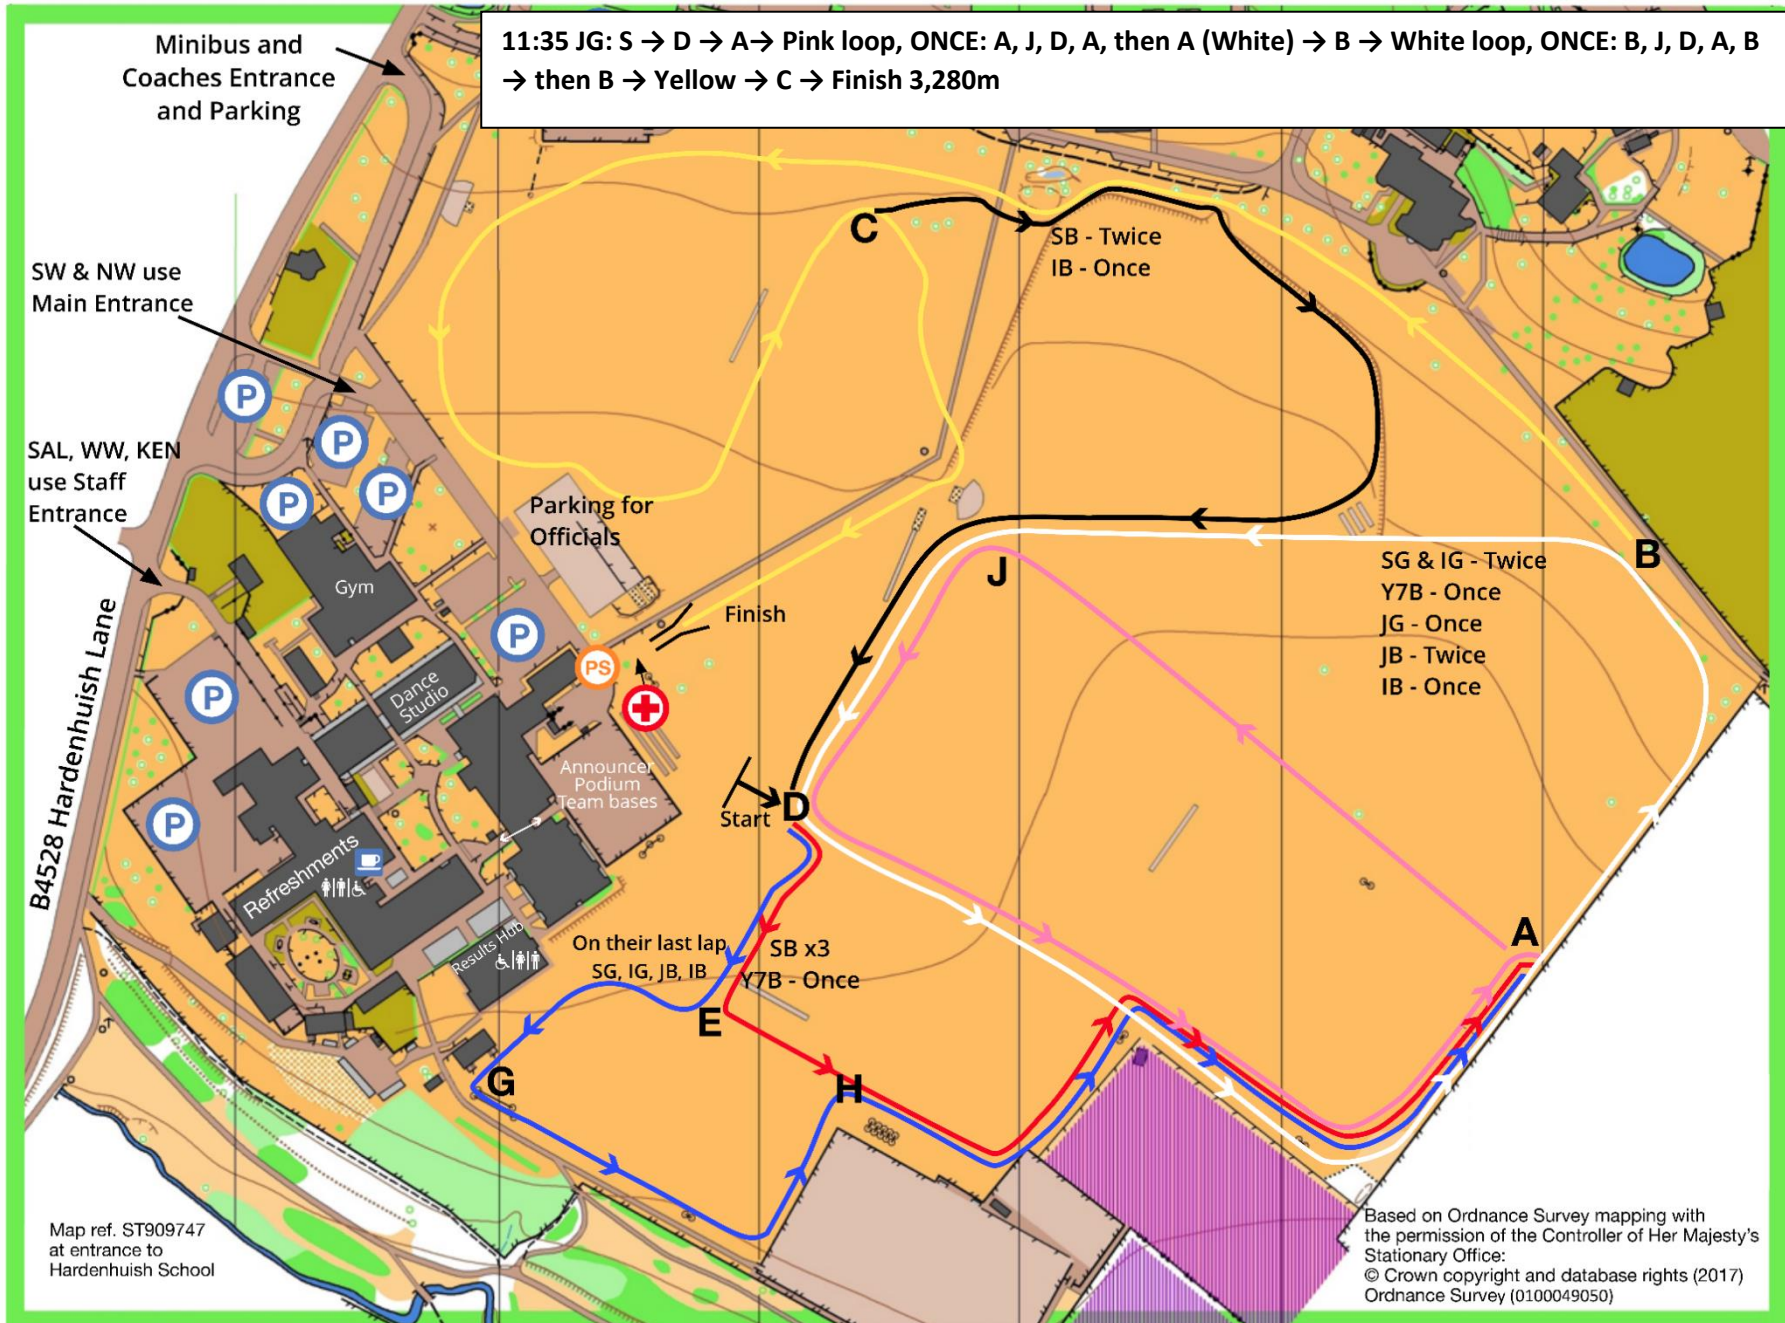 11:35 JG: S → D → A→ Pink loop, ONCE: A, J, D, A, then A (White) → B → White loop, ONCE: B, J, D, A, B
→ then B → Yellow → C → Finish 3,280m
Minibus and
Coaches Entrance
and Parking
C
SB - Twice
IB - Once
SW & NW use
Main Entrance
P
P
P
P
SAL, WW, KEN
use Staff
Entrance
Parking for
Officials
Gym
B
J
SG & IG - Twice
Y7B - Once
JG - Once
JB - Twice
IB - Once
Finish
P
PS
Dance
Studio
P
B4528 Hardenhuish Lane
Announcer
Podium
Team bases
D
Start
P
Refreshments
A
Results Hub
On their last lap
SG, IG, JB, IB
SB x3
Y7B - Once
E
G
H
Map ref. ST909747
at entrance to
Hardenhuish School
Based on Ordnance Survey mapping with
the permission of the Controller of Her Majesty's
Stationary Office:
© Crown copyright and database rights (2017)
Ordnance Survey (0100049050)